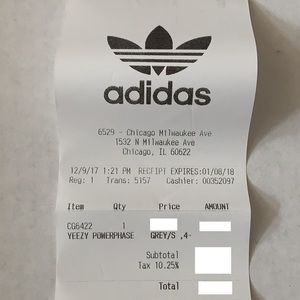 adidas
6529 - Chicago Milwaukee Ave
1532 N Milwaukee Ave
Chicago, IL 60622
12/9/17 1:21 PM RECEIPT EXPIRES:01/08/18
Reg: 1 Trans: 5157 Cashier: 00352097
Item Qty Price AMOUNT
CG6422 1
YEEZY POWERPHASE GREY/S ,4-
Subtotal
Tax 10.25%
Total